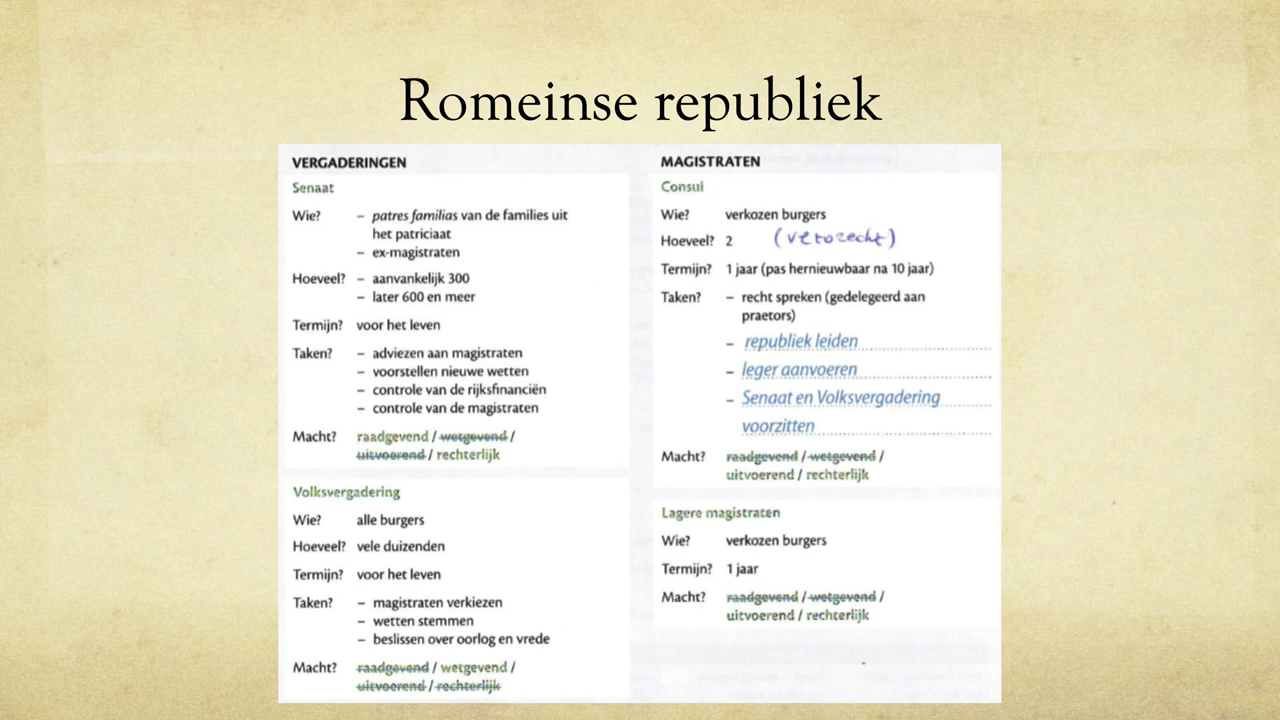 Romeinse republiek
VERGADERINGEN
Senaat
Wie? – patres familias van de families uit
het patriciaat
– ex-magistraten
Hoeveel? – aanvankelijk 300
– later 600 en meer
Termijn? voor het leven
Taken? – adviezen aan magistraten
– voorstellen nieuwe wetten
– controle van de rijksfinanciën
– controle van de magistraten
Macht? raadgevend / wetgevend /
uitvoerend / rechterlijk
Volksvergadering
Wie? alle burgers
Hoeveel? vele duizenden
Termijn? voor het leven
Taken? – magistraten verkiezen
– wetten stemmen
– beslissen over oorlog en vrede
Macht? raadgevend / wetgevend /
uitvoerend / rechterlijk
MAGISTRATEN
Consul
Wie? verkozen burgers
Hoeveel? 2 (vetorecht)
Termijn? 1 jaar (pas hernieuwbaar na 10 jaar)
Taken? – recht spreken (gedelegeerd aan
praetors)
– republiek leiden
– leger aanvoeren
– Senaat en Volksvergadering
voorzitten
Macht? raadgevend / wetgevend /
uitvoerend / rechterlijk
Lagere magistraten
Wie? verkozen burgers
Termijn? 1 jaar
Macht? raadgevend / wetgevend /
uitvoerend / rechterlijk